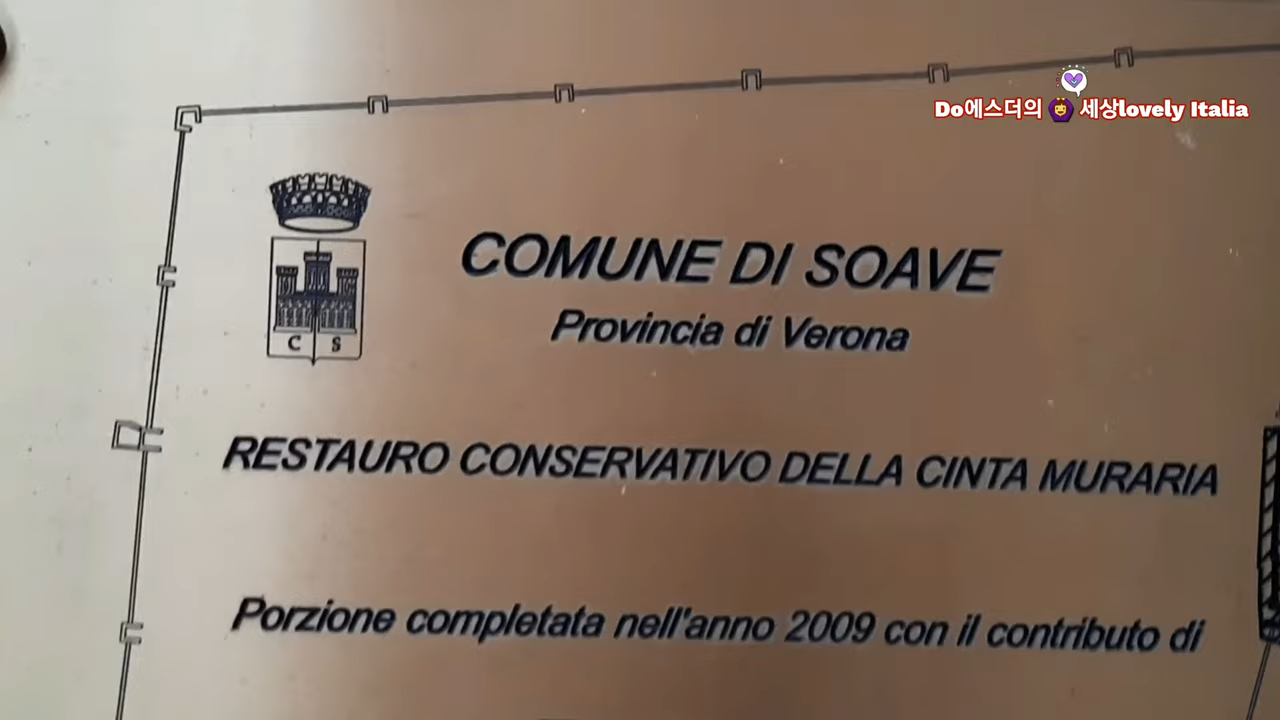 Do에스더의 🙆 세상lovely Italia
COMUNE DI SOAVE
Provincia di Verona
C S
RESTAURO CONSERVATIVO DELLA CINTA MURARIA
Porzione completata nell'anno 2009 con il contributo di